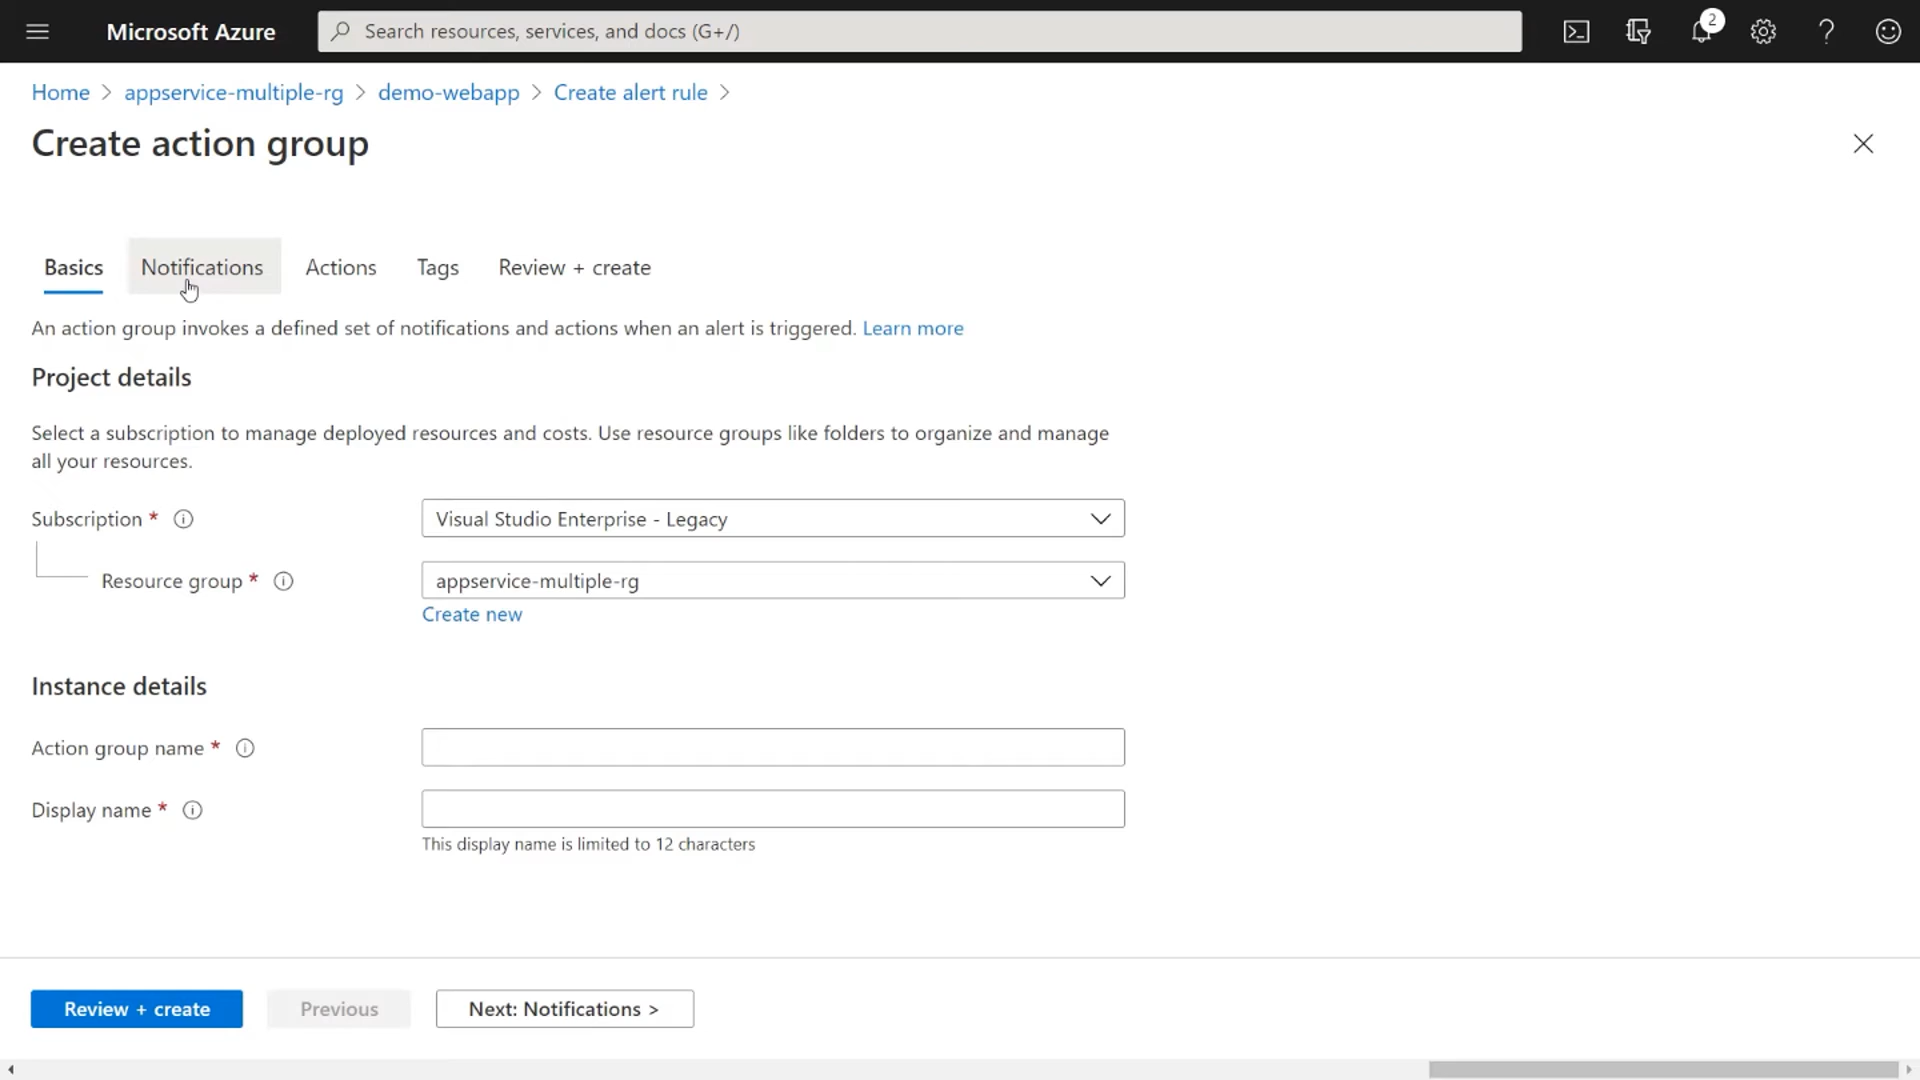 Microsoft Azure
Search resources, services, and docs (G+/)
2
Home > appservice-multiple-rg > demo-webapp > Create alert rule >
Create action group
Basics Notifications Actions Tags Review + create
An action group invokes a defined set of notifications and actions when an alert is triggered. Learn more
Project details
Select a subscription to manage deployed resources and costs. Use resource groups like folders to organize and manage
all your resources.
Subscription *
Visual Studio Enterprise - Legacy
Resource group *
appservice-multiple-rg
Create new
Instance details
Action group name *
Display name *
This display name is limited to 12 characters
Review + create Previous Next: Notifications >